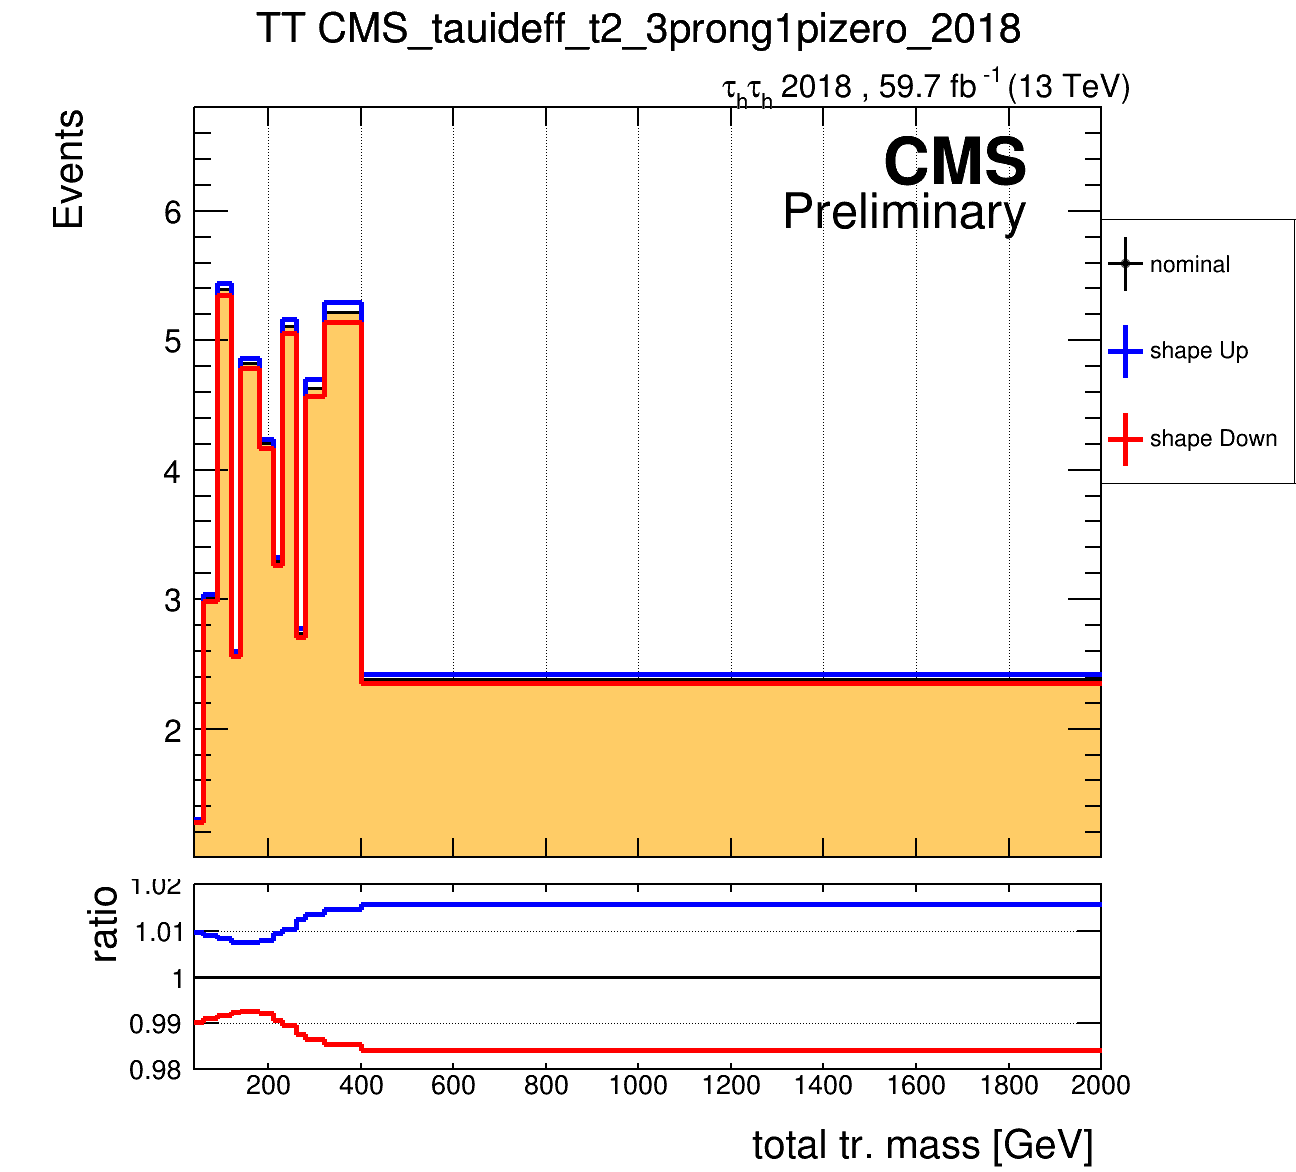 TT CMS_tauideff_t2_3prong1pizero_2018
τhτh 2018 , 59.7 fb -1 (13 TeV)
Events
CMS
Preliminary
6
5
4
3
2
nominal
shape Up
shape Down
ratio
1.02
1.01
1
0.99
0.98
200 400 600 800 1000 1200 1400 1600 1800 2000
total tr. mass [GeV]